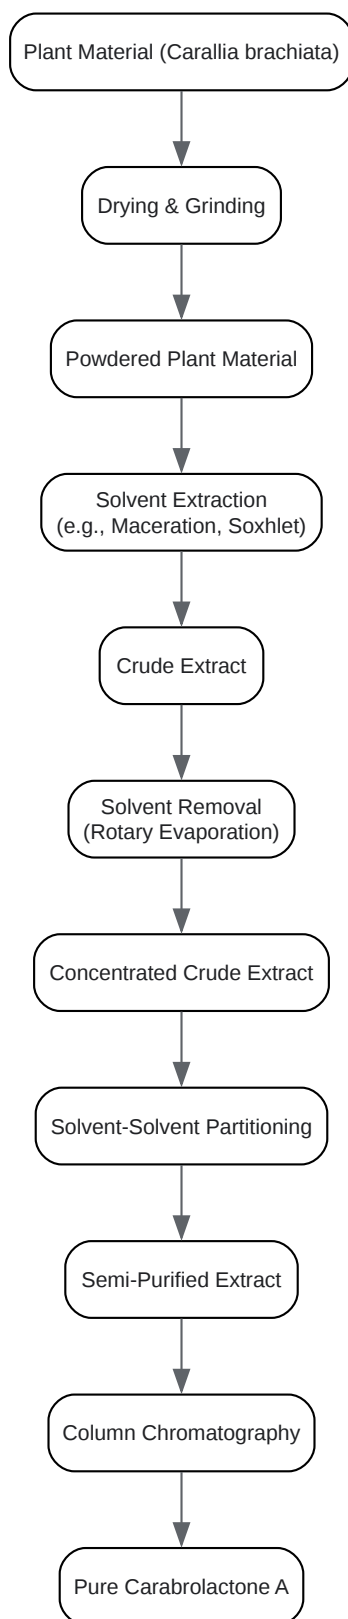 Plant Material (Carallia brachiata)
Drying & Grinding
Powdered Plant Material
Solvent Extraction
(e.g., Maceration, Soxhlet)
Crude Extract
Solvent Removal
(Rotary Evaporation)
Concentrated Crude Extract
Solvent-Solvent Partitioning
Semi-Purified Extract
Column Chromatography
Pure Carabrolactone A